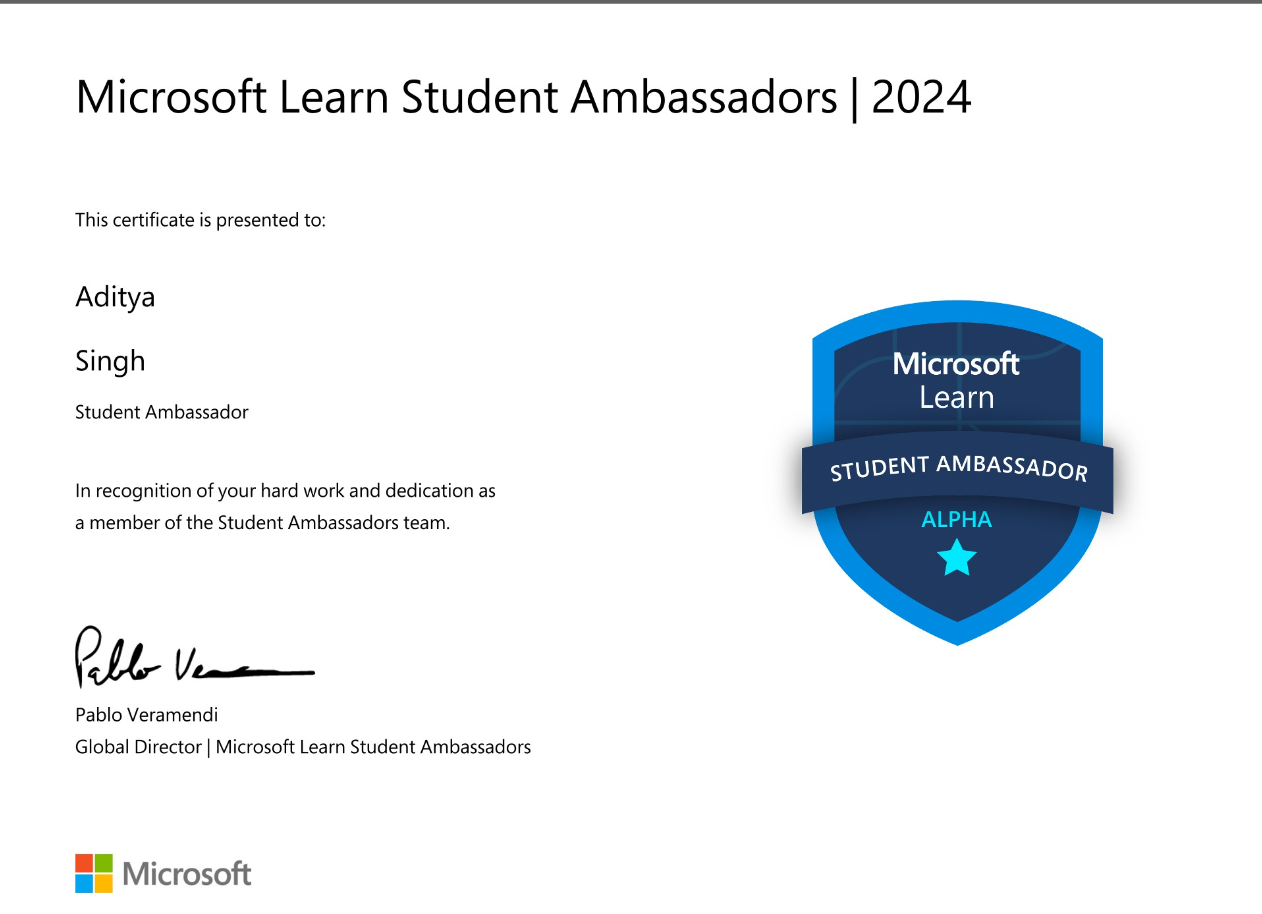 Microsoft Learn Student Ambassadors | 2024
This certificate is presented to:
Aditya
Singh
Student Ambassador
In recognition of your hard work and dedication as
a member of the Student Ambassadors team.
Microsoft
Learn
STUDENT AMBASSADOR
ALPHA
Pablo Veramendi
Global Director | Microsoft Learn Student Ambassadors
Microsoft